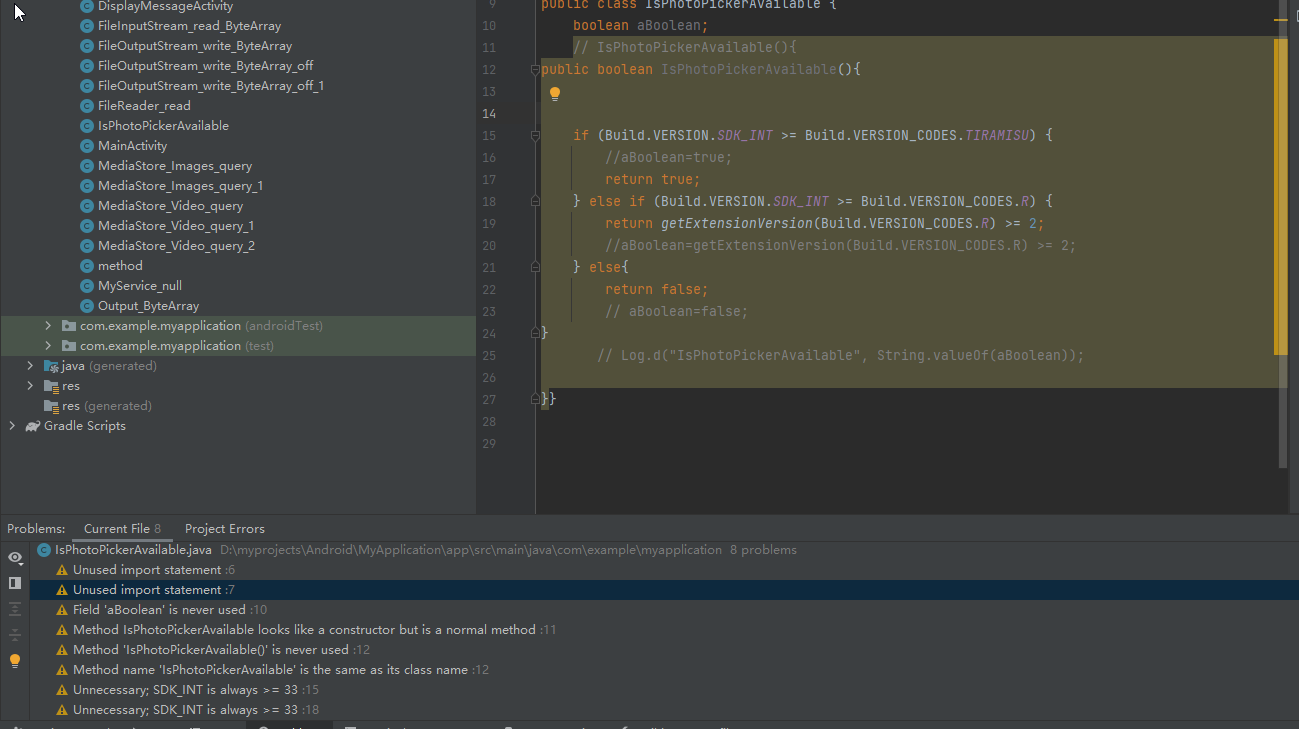 DisplayMessageActivity
FileInputStream_read_ByteArray
FileOutputStream_write_ByteArray
FileOutputStream_write_ByteArray_off
FileOutputStream_write_ByteArray_off_1
FileReader_read
IsPhotoPickerAvailable
MainActivity
MediaStore_Images_query
MediaStore_Images_query_1
MediaStore_Video_query
MediaStore_Video_query_1
MediaStore_Video_query_2
method
MyService_null
Output_ByteArray
com.example.myapplication (androidTest)
com.example.myapplication (test)
java (generated)
res
res (generated)
Gradle Scripts
9 public class IsPhotoPickerAvailable {
10 boolean aBoolean;
11 // IsPhotoPickerAvailable(){
12 public boolean IsPhotoPickerAvailable(){
13
14
15 if (Build.VERSION.SDK_INT >= Build.VERSION_CODES.TIRAMISU) {
16 //aBoolean=true;
17 return true;
18 } else if (Build.VERSION.SDK_INT >= Build.VERSION_CODES.R) {
19 return getExtensionVersion(Build.VERSION_CODES.R) >= 2;
20 //aBoolean=getExtensionVersion(Build.VERSION_CODES.R) >= 2;
21 } else{
22 return false;
23 // aBoolean=false;
24 }
25 // Log.d("IsPhotoPickerAvailable", String.valueOf(aBoolean));
26
27 }}
28
29
Problems: Current File 8 Project Errors
IsPhotoPickerAvailable.java D:\myprojects\Android\MyApplication\app\src\main\java\com\example\myapplication 8 problems
Unused import statement :6
Unused import statement :7
Field 'aBoolean' is never used :10
Method IsPhotoPickerAvailable looks like a constructor but is a normal method :11
Method 'IsPhotoPickerAvailable()' is never used :12
Method name 'IsPhotoPickerAvailable' is the same as its class name :12
Unnecessary; SDK_INT is always >= 33 :15
Unnecessary; SDK_INT is always >= 33 :18